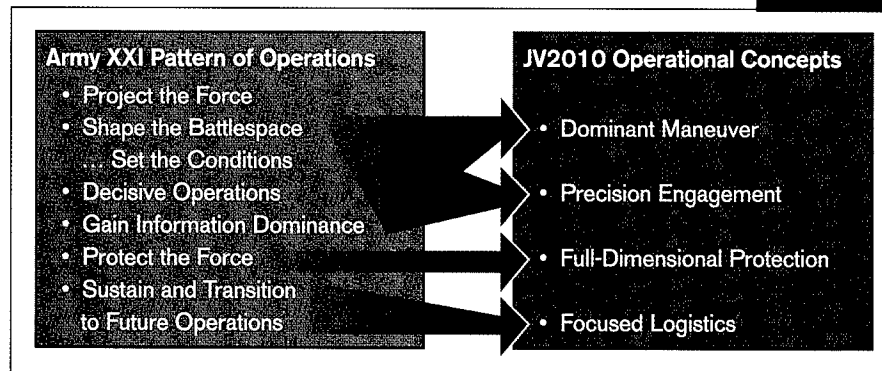 Army XXI Pattern of Operations
• Project the Force
• Shape the Battlespace
... Set the Conditions
• Decisive Operations
• Gain Information Dominance
• Protect the Force
• Sustain and Transition
to Future Operations
JV2010 Operational Concepts
• Dominant Maneuver
• Precision Engagement
• Full-Dimensional Protection
• Focused Logistics